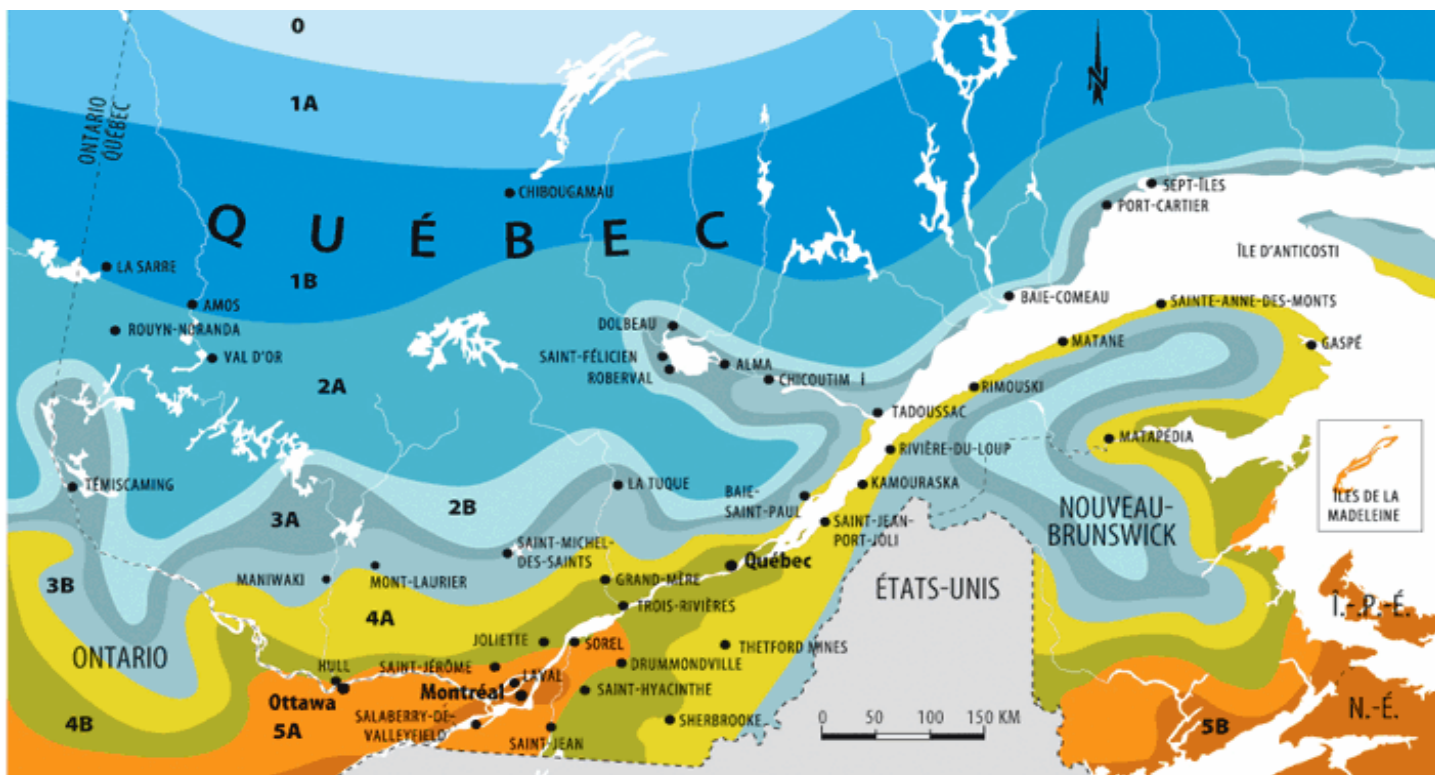 0
1A
ONTARIO
QUÉBEC
CHIBOUGAMAU
N
SEPT-ÎLES
PORT-CARTIER
QUÉBEC
LA SARRE
1B
ÎLE D'ANTICOSTI
AMOS
BAIE-COMEAU
SAINTE-ANNE-DES-MONTS
ROUYN-NORANDA
DOLBEAU
MATANE
GASPÉ
VAL D'OR
SAINT-FÉLICIEN
ALMA
ROBERVAL
CHICOUTIM Î
2A
RIMOUSKI
TADOUSSAC
MATAPÉDIA
RIVIÈRE-DU-LOUP
TÉMISCAMING
LA TUQUE
KAMOURASKA
BAIE-
SAINT-PAUL
ÎLES DE LA
MADELEINE
2B
3A
NOUVEAU-
BRUNSWICK
SAINT-JEAN-
PORT-JOLI
SAINT-MICHEL-
DES-SAINTS
Québec
3B
MANIWAKI
MONT-LAURIER
GRAND-MÈRE
ÉTATS-UNIS
TROIS-RIVIÈRES
Î.-.P.-É.
4A
JOLIETTE
SOREL
THETFORD MINES
ONTARIO
HULL
SAINT-JÉRÔME
DRUMMONDVILLE
LAVAL
Ottawa
Montréal
SAINT-HYACINTHE
N.-É.
4B
5A
SALABERRY-DE-
VALLEYFIELD
SHERBROOKE
0 50 100 150 KM
5B
SAINT-JEAN